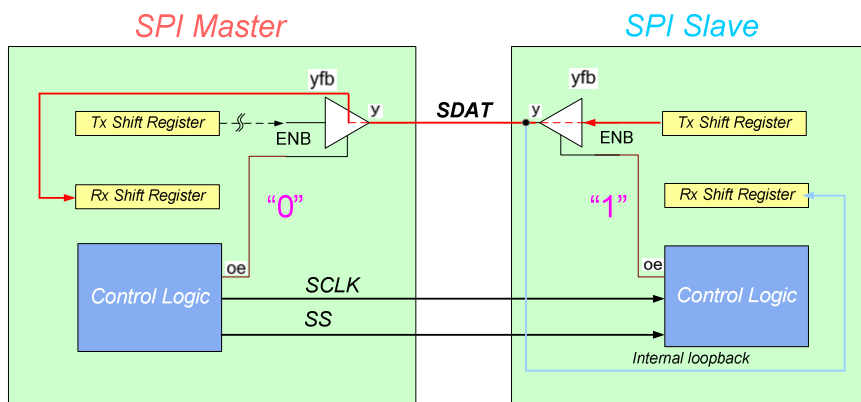 SPI Master
SPI Slave
yfb
yfb
y
SDAT
y
Tx Shift Register
ENB
ENB
Tx Shift Register
Rx Shift Register
Rx Shift Register
“0”
“1”
oe
oe
Control Logic
SCLK
Control Logic
SS
Internal loopback